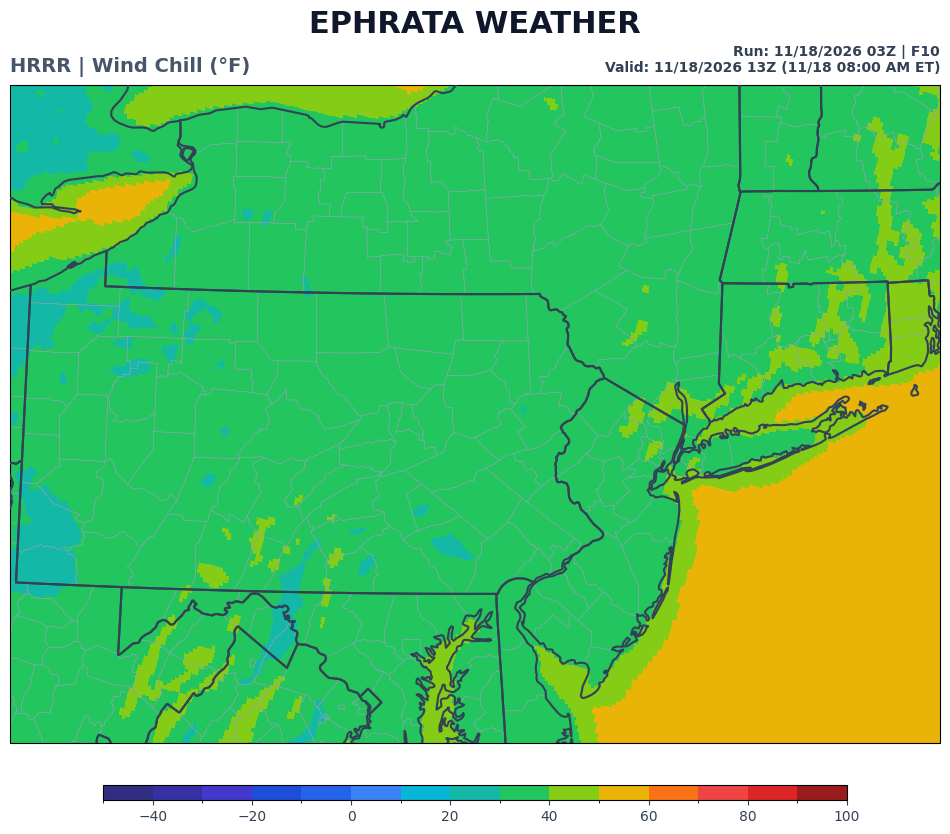 EPHRATA WEATHER
HRRR | Wind Chill (°F)
Run: 11/18/2026 03Z | F10
Valid: 11/18/2026 13Z (11/18 08:00 AM ET)
−40 −20 0 20 40 60 80 100